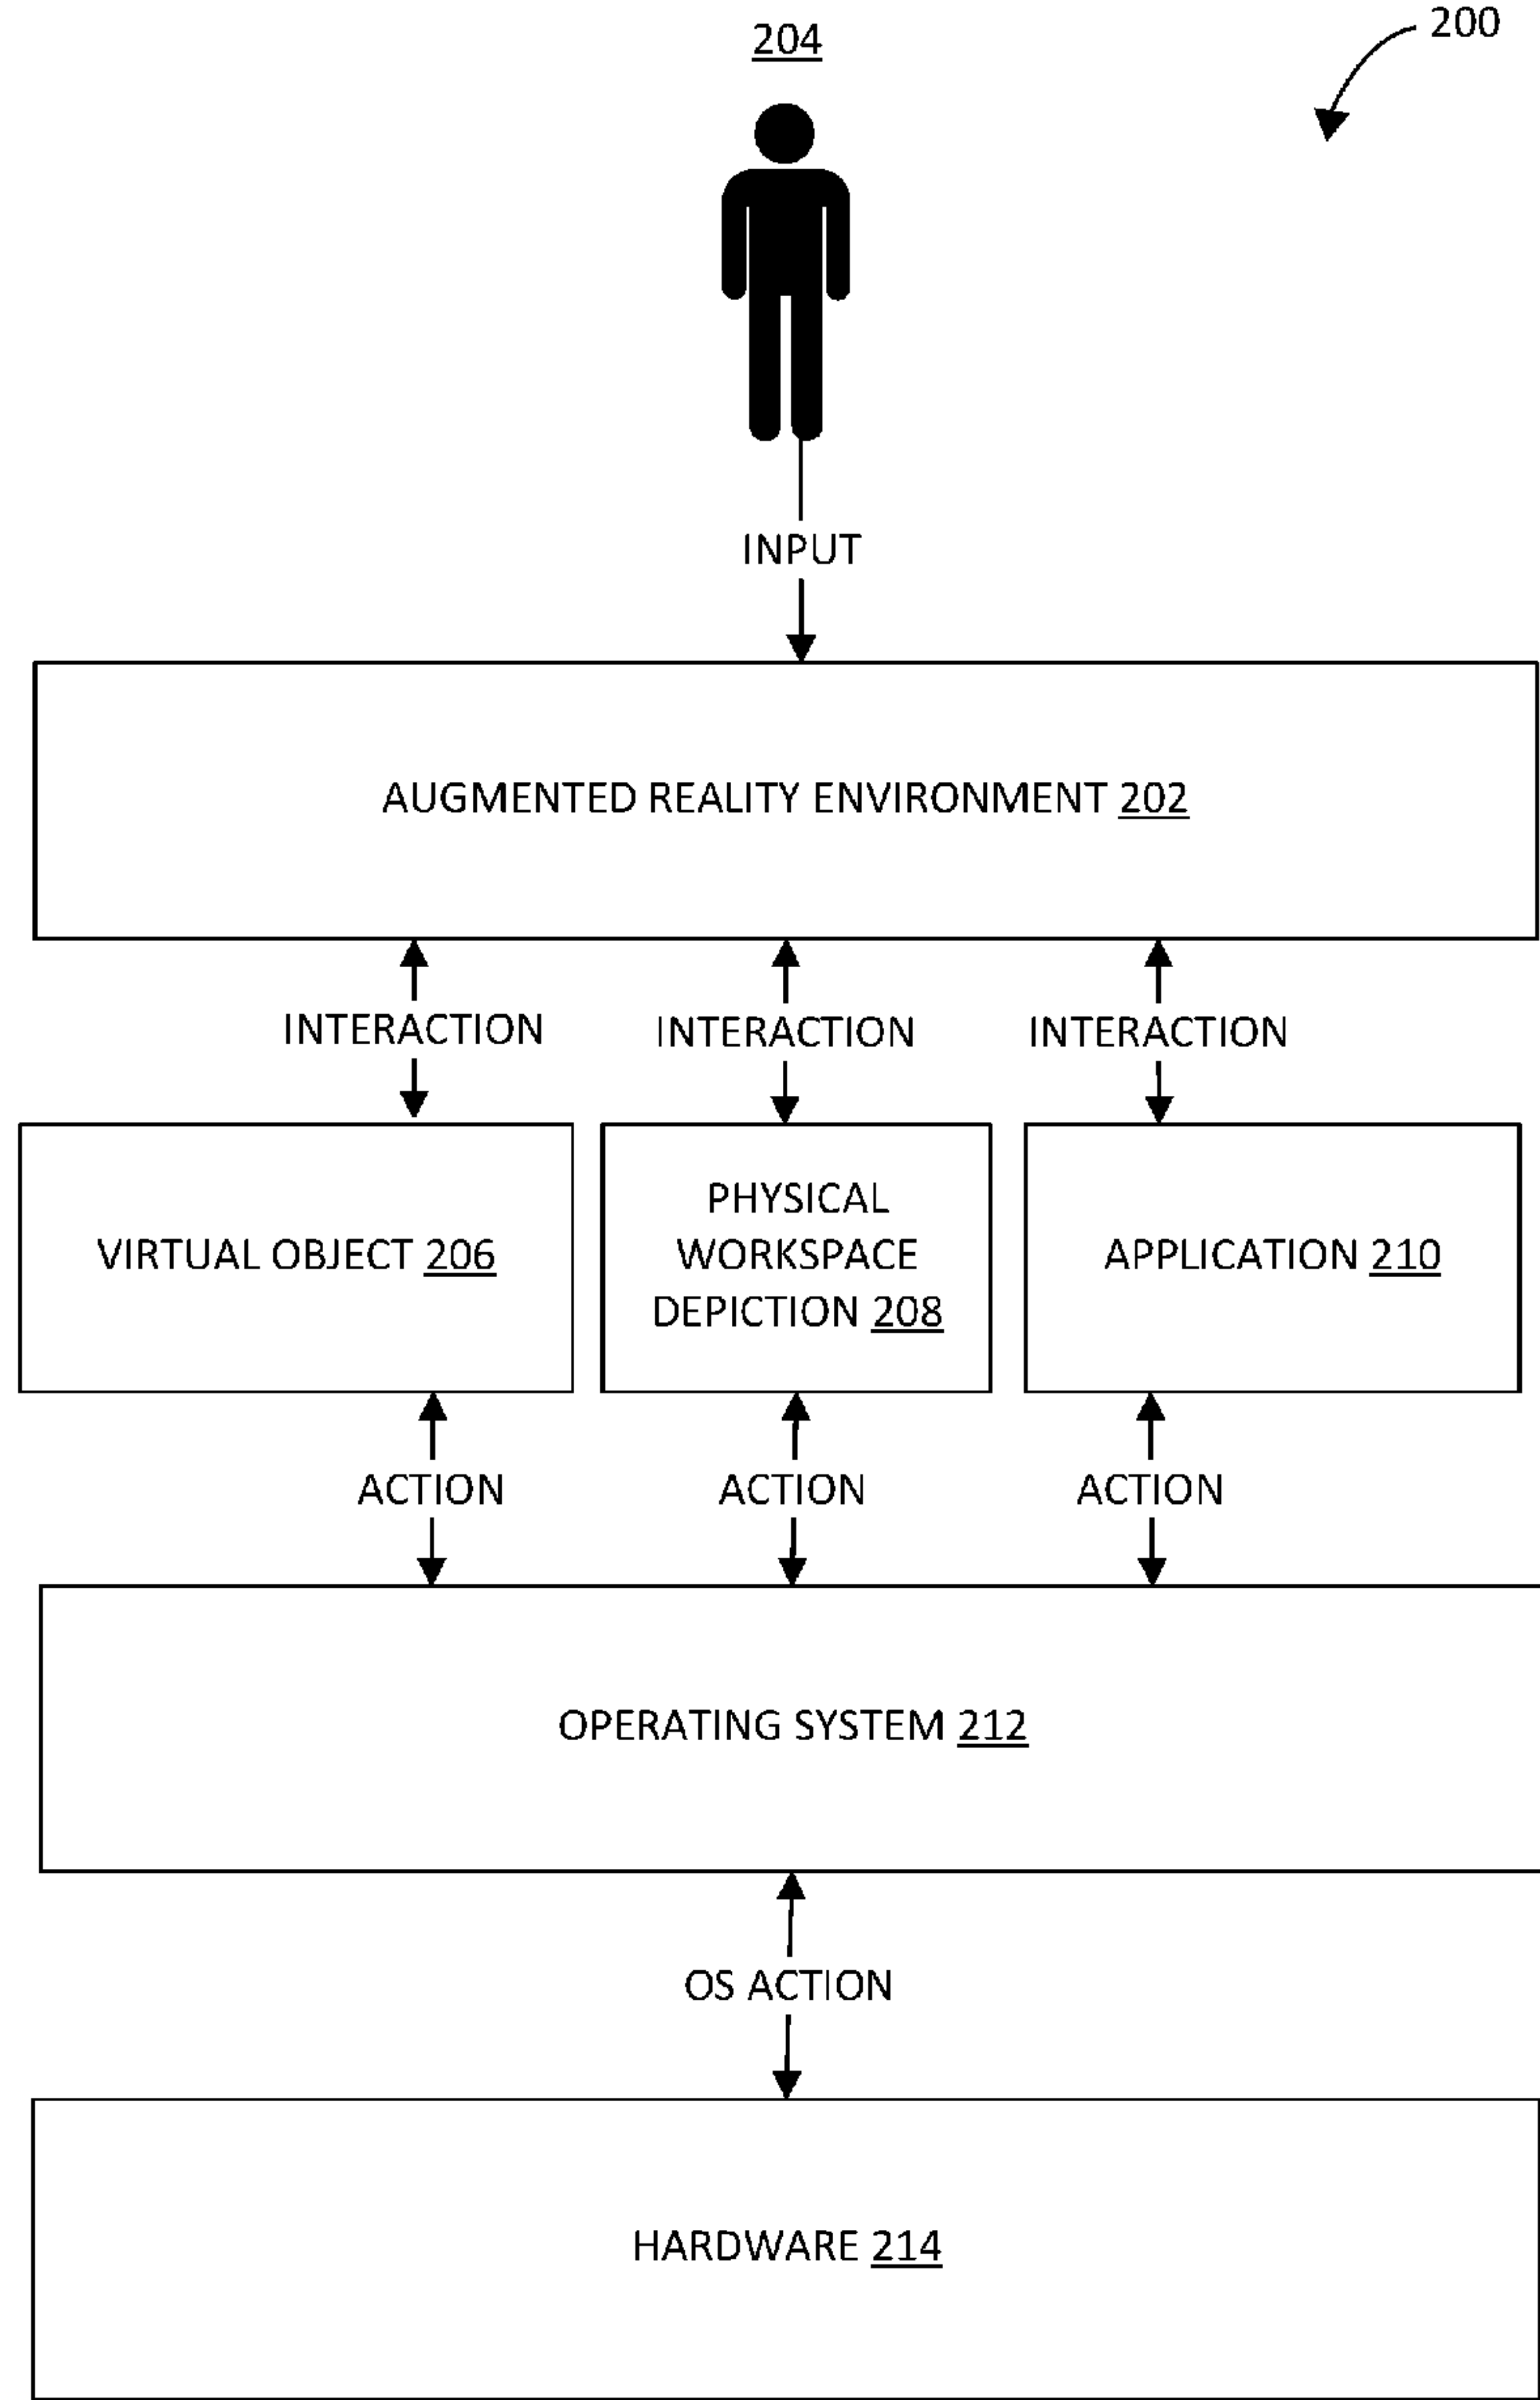 204
200
INPUT
AUGMENTED REALITY ENVIRONMENT 202
INTERACTION
INTERACTION
INTERACTION
VIRTUAL OBJECT 206
PHYSICAL
WORKSPACE
DEPICTION 208
APPLICATION 210
ACTION
ACTION
ACTION
OPERATING SYSTEM 212
OS ACTION
HARDWARE 214